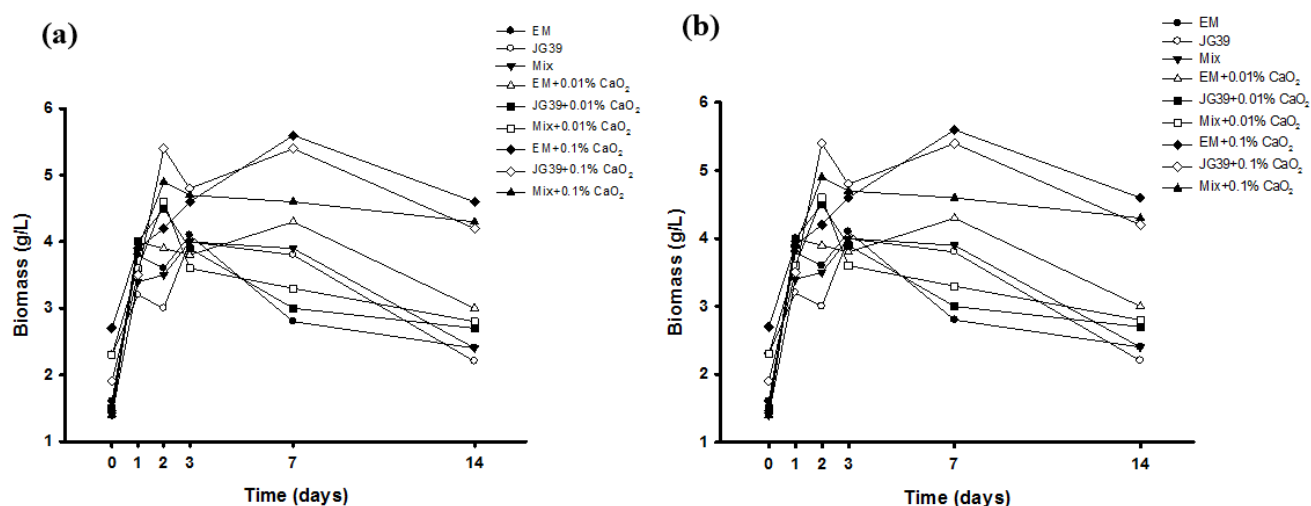 (a)
EM
JG39
Mix
EM+0.01% CaO₂
JG39+0.01% CaO₂
Mix+0.01% CaO₂
EM+0.1% CaO₂
JG39+0.1% CaO₂
Mix+0.1% CaO₂
6
5
4
3
2
1
Biomass (g/L)
0 1 2 3 7 14
Time (days)
(b)
EM
JG39
Mix
EM+0.01% CaO₂
JG39+0.01% CaO₂
Mix+0.01% CaO₂
EM+0.1% CaO₂
JG39+0.1% CaO₂
Mix+0.1% CaO₂
6
5
4
3
2
1
Biomass (g/L)
0 1 2 3 7 14
Time (days)